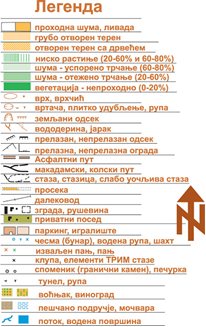 Легенда
проходна шума, ливада
грубо отворен терен
отворен терен са дрвећем
ниско растиње (20-60% и 60-80%)
шума - успорено трчање (60-80%)
шума - отежено трчање (20-60%)
вегетација - непроходно (0-20%)
врх, врхчић
вртача, плитко удубљење, рупа
земљани одсек
вододерина, јарак
прелазан, непрелазан одсек
прелазна, непрелазна ограда
Асфалтни пут
макадамски, колски пут
стаза, стазица, слабо уочљива стаза
просека
далековод
зграда, рушевина
приватни посед
паркинг, игралиште
чесма (бунар), водена рупа, шахт
изваљен пањ, пањ
клупа, елементи ТРИМ стазе
споменик (гранични камен), печурка
тунел, рупа
воћњак, виноград
пешчано подручје, мочвара
поток, водена површина